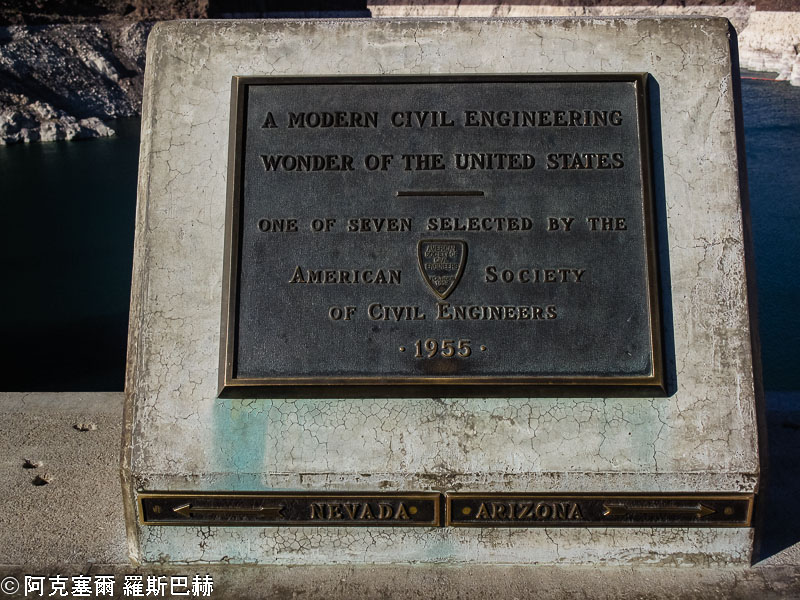 A MODERN CIVIL ENGINEERING
WONDER OF THE UNITED STATES
ONE OF SEVEN SELECTED BY THE
AMERICAN SOCIETY
OF CIVIL ENGINEERS
· 1955 ·
NEVADA ARIZONA
© 阿克塞爾 羅斯巴赫